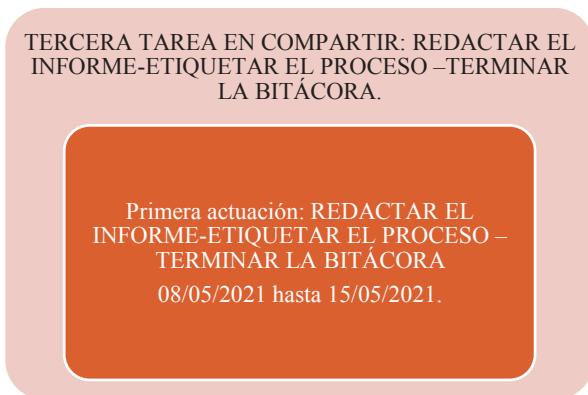 TERCERA TAREA EN COMPARTIR: REDACTAR EL
INFORME-ETIQUETAR EL PROCESO –TERMINAR
LA BITÁCORA.
Primera actuación: REDACTAR EL
INFORME-ETIQUETAR EL PROCESO –
TERMINAR LA BITÁCORA
08/05/2021 hasta 15/05/2021.